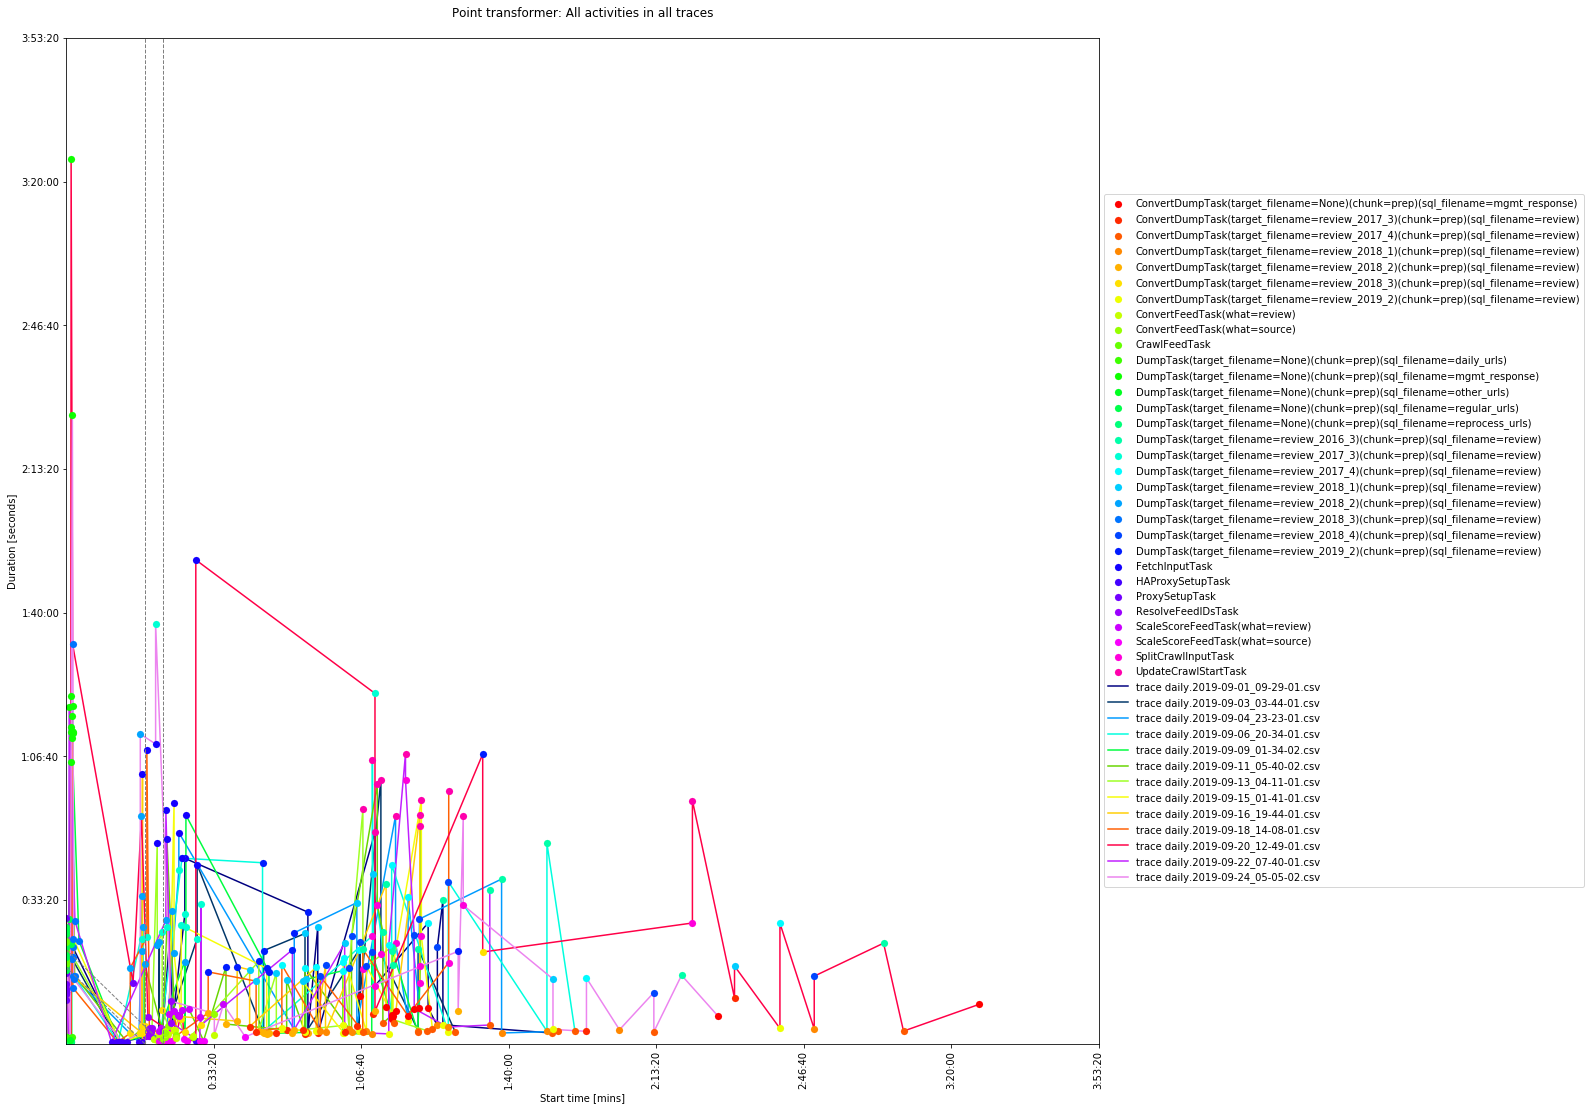 Point transformer: All activities in all traces
3:53:20
3:20:00
2:46:40
2:13:20
1:40:00
1:06:40
0:33:20
Duration [seconds]
0:33:20
1:06:40
1:40:00
2:13:20
2:46:40
3:20:00
3:53:20
Start time [mins]
ConvertDumpTask(target_filename=None)(chunk=prep)(sql_filename=mgmt_response)
ConvertDumpTask(target_filename=review_2017_3)(chunk=prep)(sql_filename=review)
ConvertDumpTask(target_filename=review_2017_4)(chunk=prep)(sql_filename=review)
ConvertDumpTask(target_filename=review_2018_1)(chunk=prep)(sql_filename=review)
ConvertDumpTask(target_filename=review_2018_2)(chunk=prep)(sql_filename=review)
ConvertDumpTask(target_filename=review_2018_3)(chunk=prep)(sql_filename=review)
ConvertDumpTask(target_filename=review_2019_2)(chunk=prep)(sql_filename=review)
ConvertFeedTask(what=review)
ConvertFeedTask(what=source)
CrawlFeedTask
DumpTask(target_filename=None)(chunk=prep)(sql_filename=daily_urls)
DumpTask(target_filename=None)(chunk=prep)(sql_filename=mgmt_response)
DumpTask(target_filename=None)(chunk=prep)(sql_filename=other_urls)
DumpTask(target_filename=None)(chunk=prep)(sql_filename=regular_urls)
DumpTask(target_filename=None)(chunk=prep)(sql_filename=reprocess_urls)
DumpTask(target_filename=review_2016_3)(chunk=prep)(sql_filename=review)
DumpTask(target_filename=review_2017_3)(chunk=prep)(sql_filename=review)
DumpTask(target_filename=review_2017_4)(chunk=prep)(sql_filename=review)
DumpTask(target_filename=review_2018_1)(chunk=prep)(sql_filename=review)
DumpTask(target_filename=review_2018_2)(chunk=prep)(sql_filename=review)
DumpTask(target_filename=review_2018_3)(chunk=prep)(sql_filename=review)
DumpTask(target_filename=review_2018_4)(chunk=prep)(sql_filename=review)
DumpTask(target_filename=review_2019_2)(chunk=prep)(sql_filename=review)
FetchInputTask
HAProxySetupTask
ProxySetupTask
ResolveFeedIDsTask
ScaleScoreFeedTask(what=review)
ScaleScoreFeedTask(what=source)
SplitCrawlInputTask
UpdateCrawlStartTask
trace daily.2019-09-01_09-29-01.csv
trace daily.2019-09-03_03-44-01.csv
trace daily.2019-09-04_23-23-01.csv
trace daily.2019-09-06_20-34-01.csv
trace daily.2019-09-09_01-34-02.csv
trace daily.2019-09-11_05-40-02.csv
trace daily.2019-09-13_04-11-01.csv
trace daily.2019-09-15_01-41-01.csv
trace daily.2019-09-16_19-44-01.csv
trace daily.2019-09-18_14-08-01.csv
trace daily.2019-09-20_12-49-01.csv
trace daily.2019-09-22_07-40-01.csv
trace daily.2019-09-24_05-05-02.csv